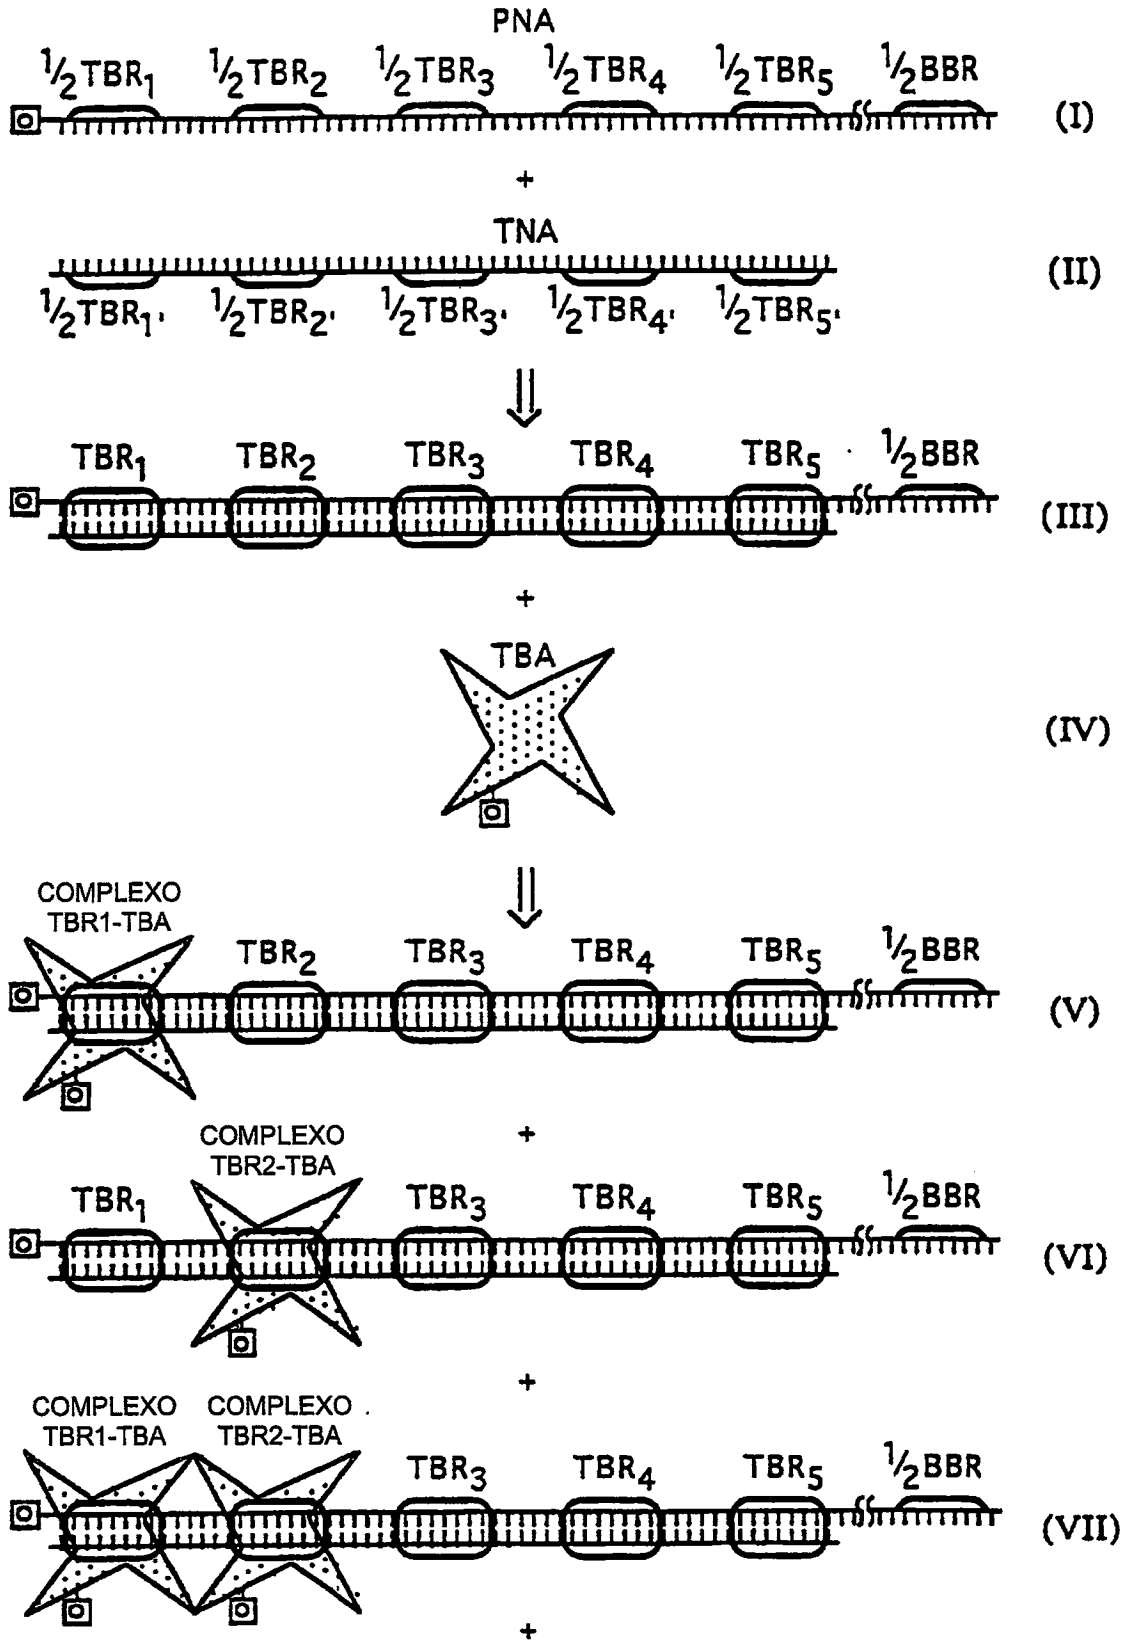 PNA
½TBR₁ ½TBR₂ ½TBR₃ ½TBR₄ ½TBR₅ ½BBR
(I)
+
TNA
(II)
½TBR₁' ½TBR₂' ½TBR₃' ½TBR₄' ½TBR₅'
TBR₁ TBR₂ TBR₃ TBR₄ TBR₅ ½BBR
(III)
+
TBA
(IV)
COMPLEXO
TBR1-TBA
TBR₂ TBR₃ TBR₄ TBR₅ ½BBR
(V)
+
COMPLEXO
TBR2-TBA
TBR₁ TBR₃ TBR₄ TBR₅ ½BBR
(VI)
+
COMPLEXO COMPLEXO
TBR1-TBA TBR2-TBA
TBR₃ TBR₄ TBR₅ ½BBR
(VII)
+